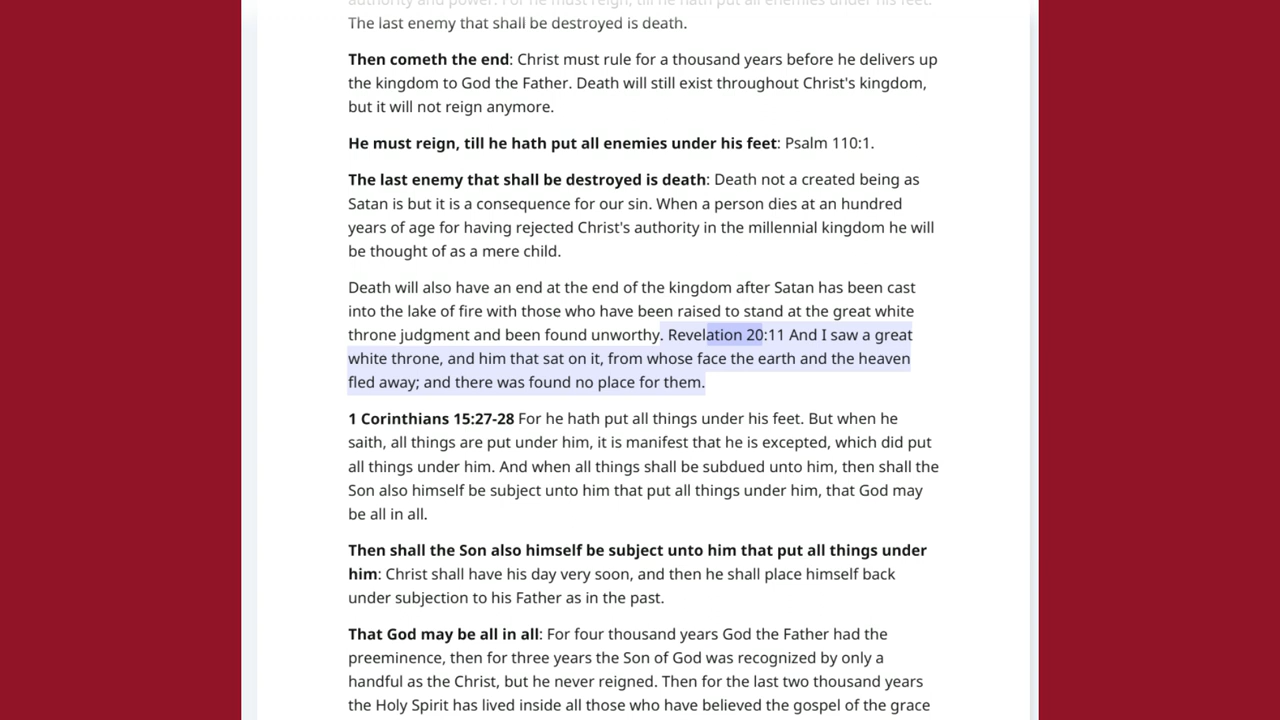 authority and power. For he must reign, till he hath put all enemies under his feet.
The last enemy that shall be destroyed is death.
Then cometh the end: Christ must rule for a thousand years before he delivers up
the kingdom to God the Father. Death will still exist throughout Christ's kingdom,
but it will not reign anymore.
He must reign, till he hath put all enemies under his feet: Psalm 110:1.
The last enemy that shall be destroyed is death: Death not a created being as
Satan is but it is a consequence for our sin. When a person dies at an hundred
years of age for having rejected Christ's authority in the millennial kingdom he will
be thought of as a mere child.
Death will also have an end at the end of the kingdom after Satan has been cast
into the lake of fire with those who have been raised to stand at the great white
throne judgment and been found unworthy. Revelation 20:11 And I saw a great
white throne, and him that sat on it, from whose face the earth and the heaven
fled away; and there was found no place for them.
1 Corinthians 15:27-28 For he hath put all things under his feet. But when he
saith, all things are put under him, it is manifest that he is excepted, which did put
all things under him. And when all things shall be subdued unto him, then shall the
Son also himself be subject unto him that put all things under him, that God may
be all in all.
Then shall the Son also himself be subject unto him that put all things under
him: Christ shall have his day very soon, and then he shall place himself back
under subjection to his Father as in the past.
That God may be all in all: For four thousand years God the Father had the
preeminence, then for three years the Son of God was recognized by only a
handful as the Christ, but he never reigned. Then for the last two thousand years
the Holy Spirit has lived inside all those who have believed the gospel of the grace